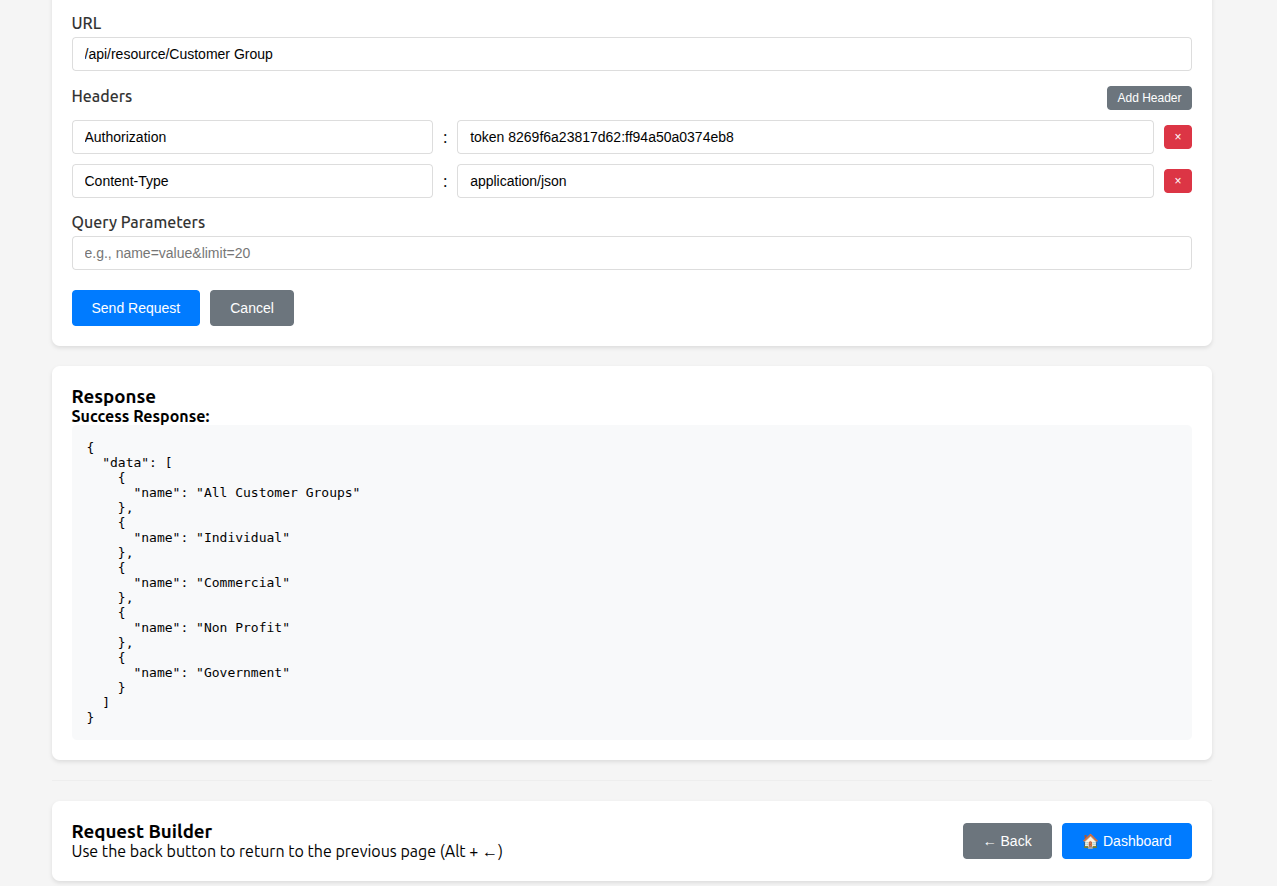 URL
/api/resource/Customer Group
Headers
Add Header
Authorization : token 8269f6a23817d62:ff94a50a0374eb8 ×
Content-Type : application/json ×
Query Parameters
e.g., name=value&limit=20
Send Request Cancel
Response
Success Response:
{
  "data": [
    {
      "name": "All Customer Groups"
    },
    {
      "name": "Individual"
    },
    {
      "name": "Commercial"
    },
    {
      "name": "Non Profit"
    },
    {
      "name": "Government"
    }
  ]
}
Request Builder
Use the back button to return to the previous page (Alt + ←)
← Back 🏠 Dashboard